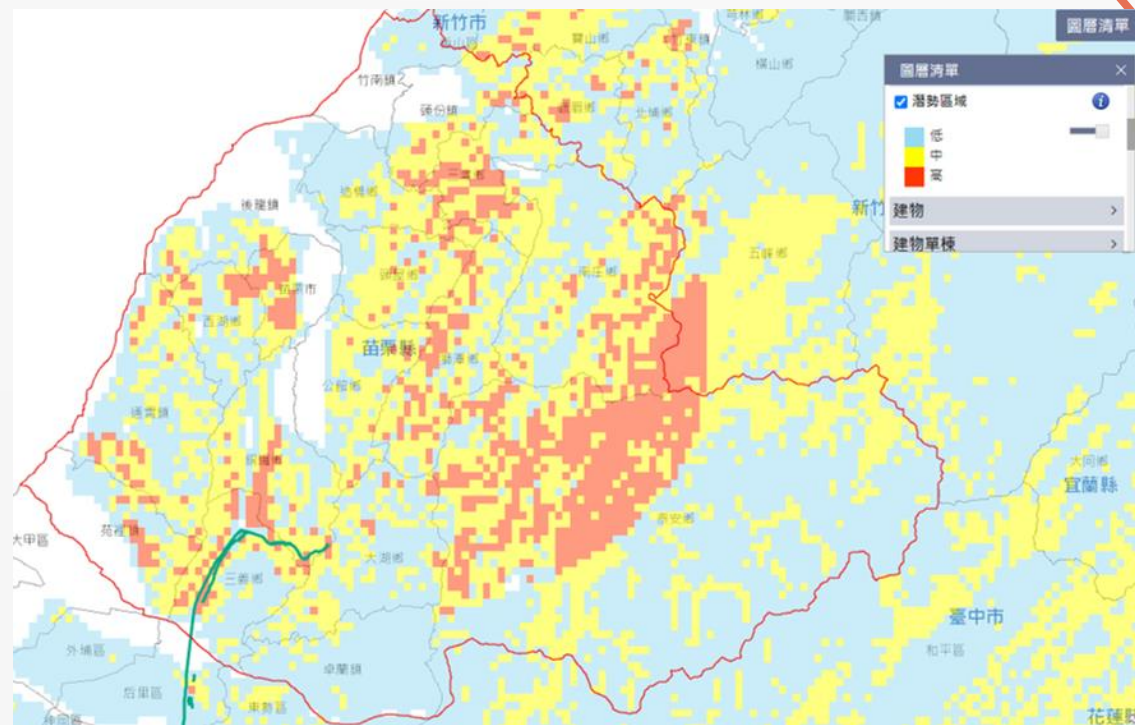 圖層清單
圖層清單
潛勢區域
低
中
高
建物
建物單棟
新竹市
寶山鄉
橫山鄉
竹南鎮
頭份鎮
北埔鄉
三灣鄉
造橋鄉
後龍鎮
五峰鄉
南庄鄉
頭屋鄉
西湖鄉
苗栗縣
獅潭鄉
公館鄉
通霄鎮
銅鑼鄉
大同鄉
宜蘭縣
泰安鄉
苑裡鎮
大甲區
大湖鄉
三義鄉
臺中市
和平區
外埔區
卓蘭鎮
后里區
東勢區